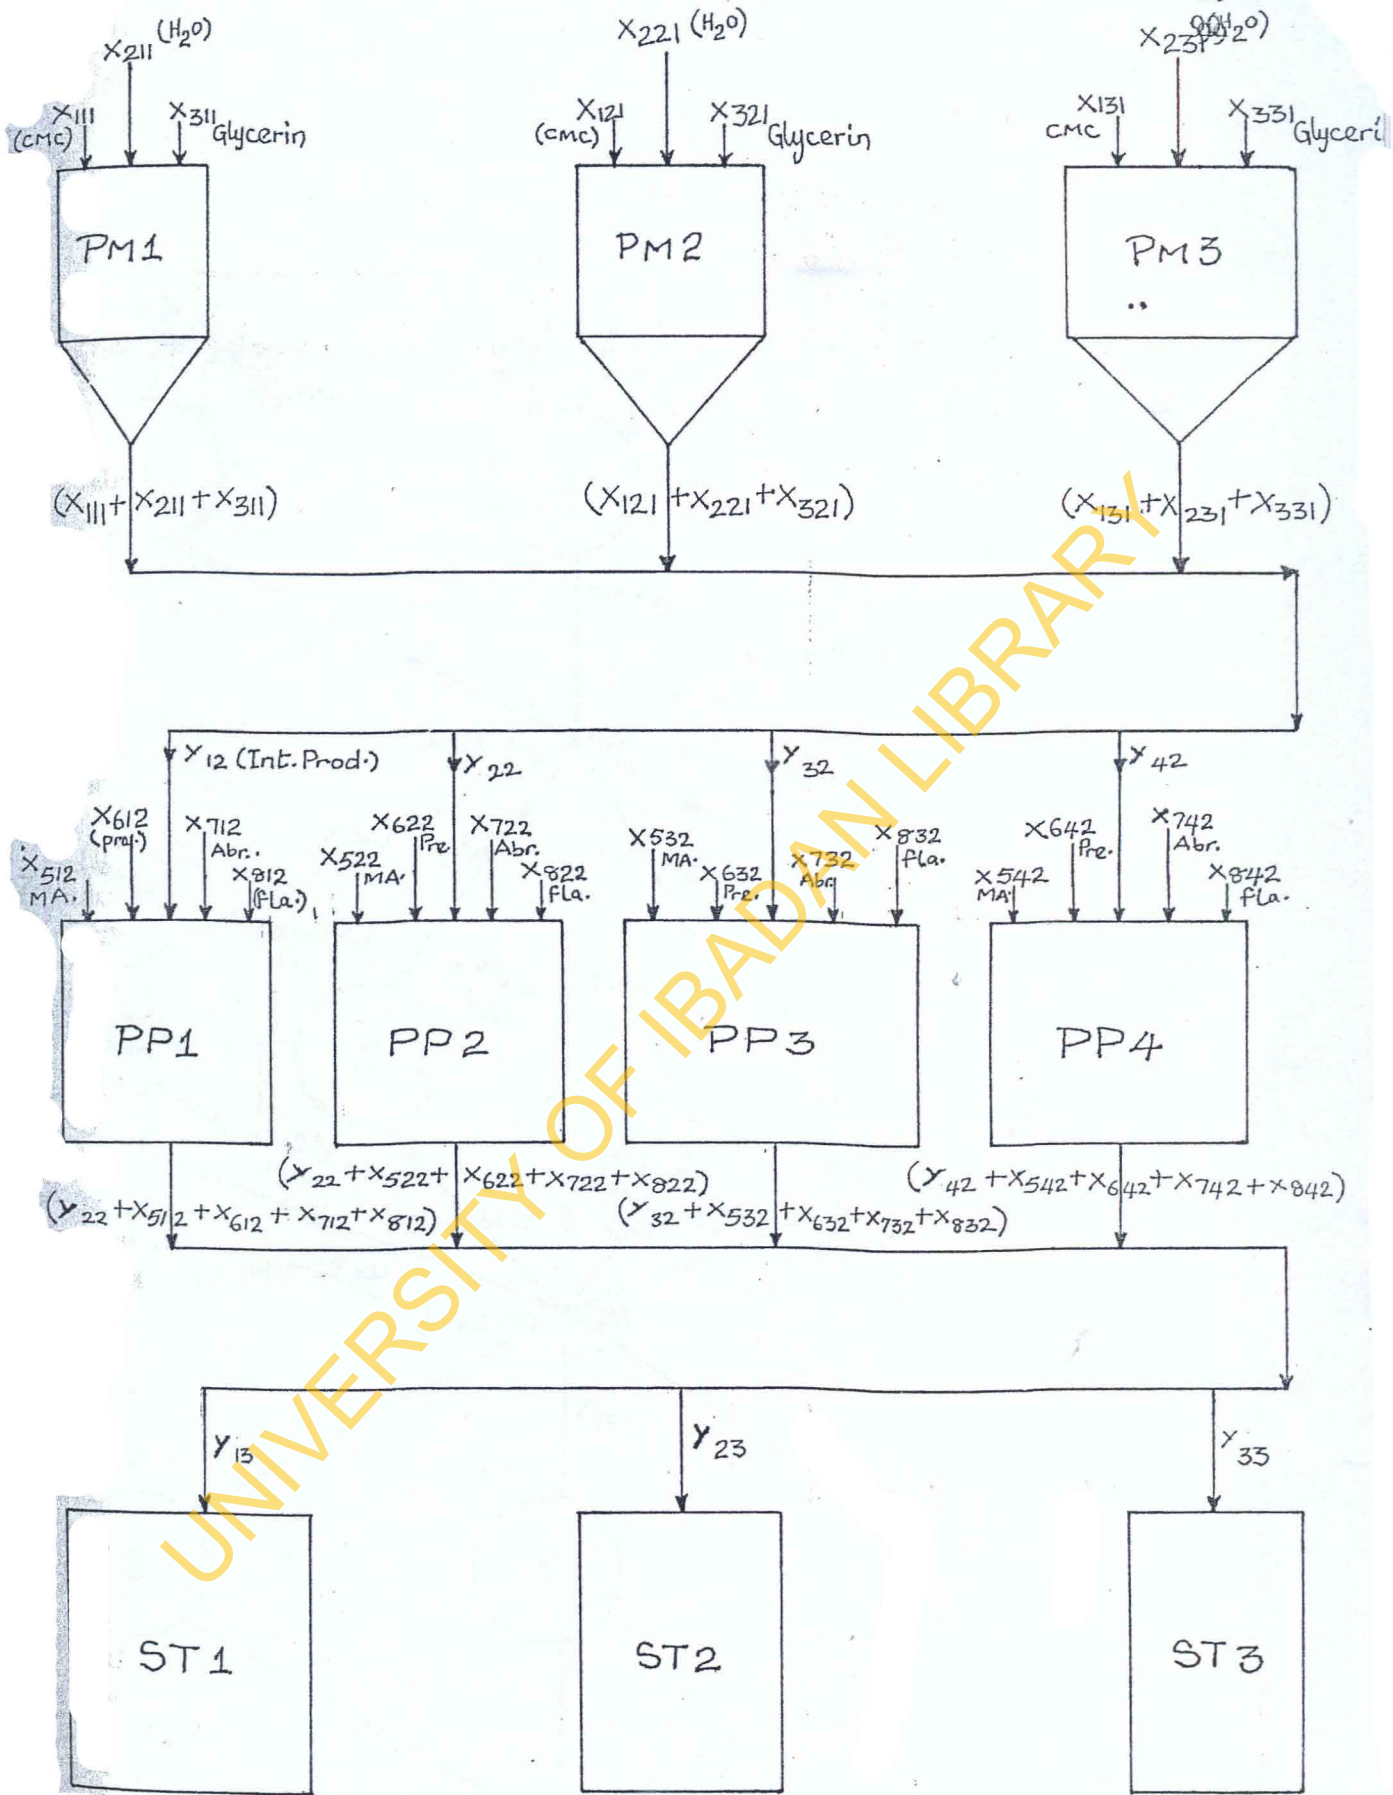 X211 (H2O)
X221 (H2O)
X231 (H2O)
X111 (CMC)
X311 Glycerin
X121 (CMC)
X321 Glycerin
X131 CMC
X331 Glyceri
PM1
PM2
PM3
(X111 + X211 + X311)
(X121 + X221 + X321)
(X131 + X231 + X331)
Y12 (Int. Prod.)
Y22
Y32
Y42
X512 MA.
X612
X712 Abr.
X812 (fla.)
X522 MA.
X622 Pre
X722 Abr.
X822 fla.
X532 MA.
X632 Pre.
X732 Abr.
X832 fla.
X542 MA
X642 Pre.
X742 Abr.
X842 fla.
PP1
PP2
PP3
PP4
(Y22 + X522 + X622 + X722 + X822)
(Y42 + X542 + X642 + X742 + X842)
(Y22 + X512 + X612 + X712 + X812)
(Y32 + X532 + X632 + X732 + X832)
Y13
Y23
Y33
ST1
ST2
ST3
UNIVERSITY OF IBADAN LIBRARY